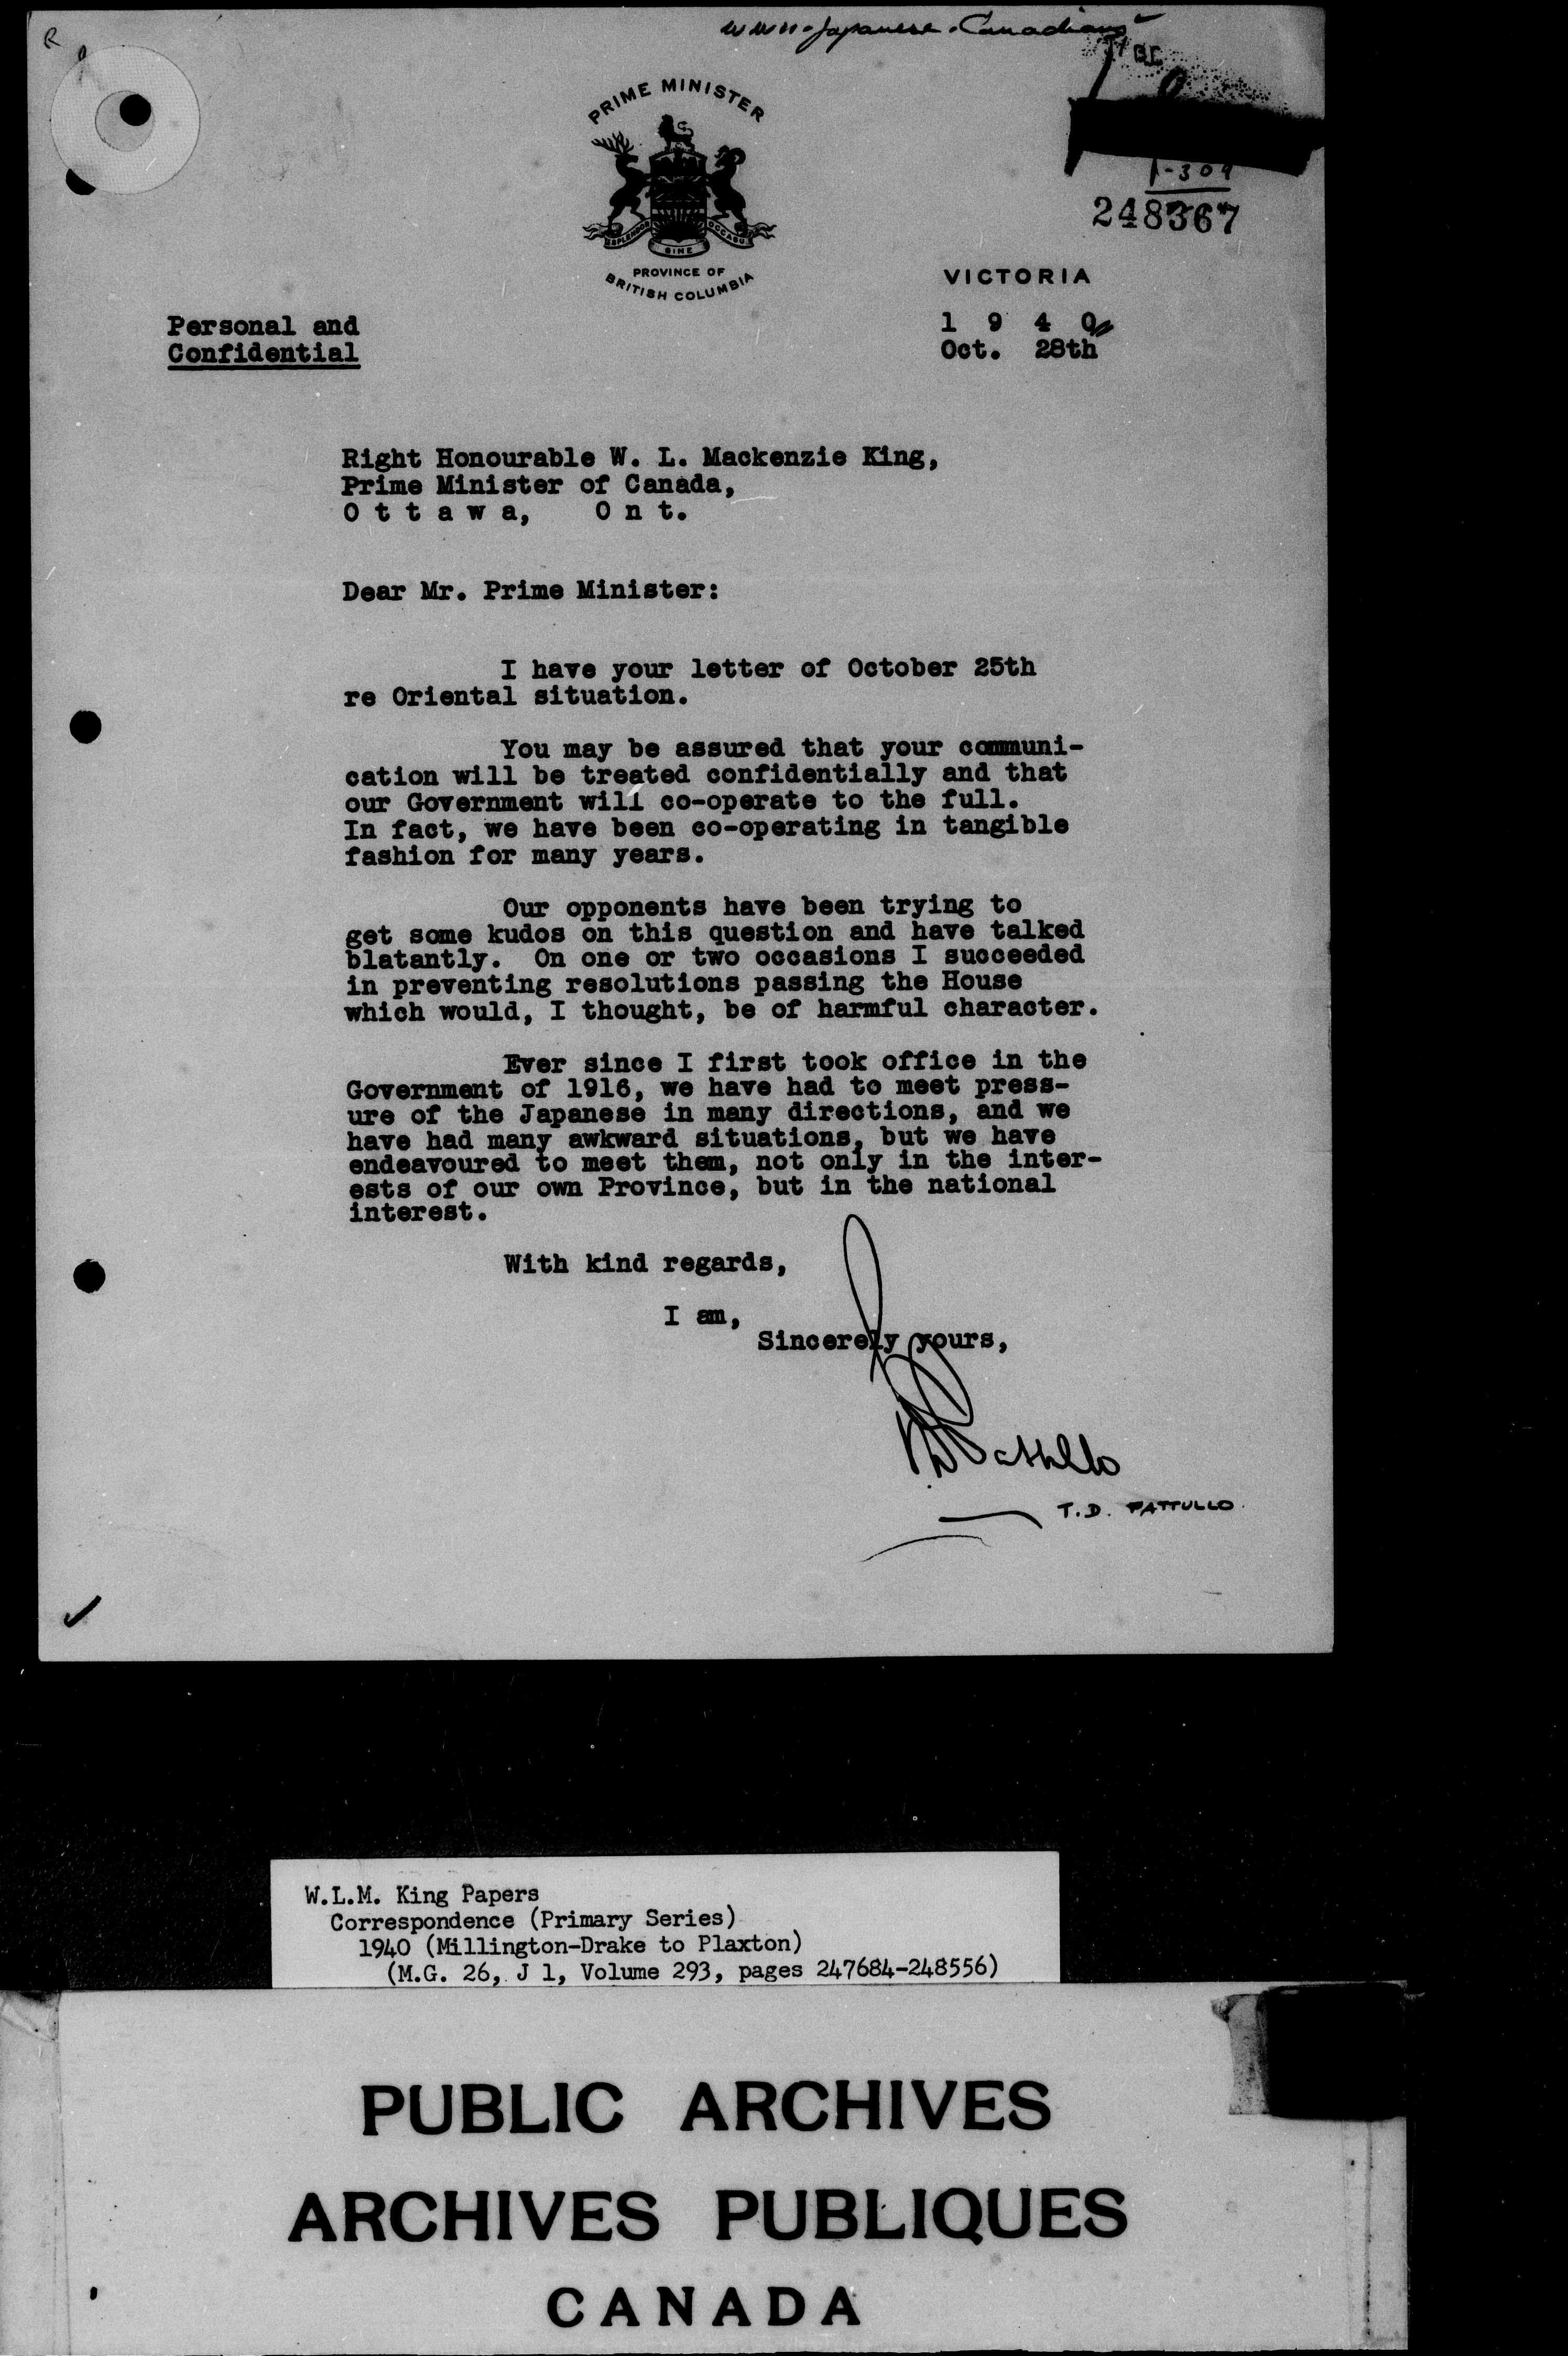 R
WWII-Japanese-Canadians
B.C.
PRIME MINISTER
SPLENDOR SINE OCCASU
PROVINCE OF
BRITISH COLUMBIA
1-309
248367
VICTORIA
Personal and
Confidential
1 9 4 0
Oct. 28th
Right Honourable W. L. Mackenzie King,
Prime Minister of Canada,
O t t a w a, O n t.
Dear Mr. Prime Minister:
I have your letter of October 25th
re Oriental situation.
You may be assured that your communi-
cation will be treated confidentially and that
our Government will co-operate to the full.
In fact, we have been co-operating in tangible
fashion for many years.
Our opponents have been trying to
get some kudos on this question and have talked
blatantly. On one or two occasions I succeeded
in preventing resolutions passing the House
which would, I thought, be of harmful character.
Ever since I first took office in the
Government of 1916, we have had to meet press-
ure of the Japanese in many directions, and we
have had many awkward situations, but we have
endeavoured to meet them, not only in the inter-
ests of our own Province, but in the national
interest.
With kind regards,
I am,
Sincerely yours,
Pattullo
T.D. PATTULLO.
W.L.M. King Papers
Correspondence (Primary Series)
1940 (Millington-Drake to Plaxton)
(M.G. 26, J 1, Volume 293, pages 247684-248556)
PUBLIC ARCHIVES
ARCHIVES PUBLIQUES
CANADA